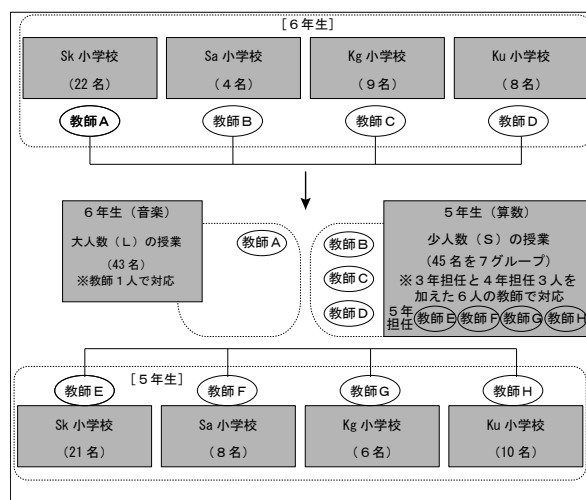 [６年生]
Sk 小学校
（22 名）
Sa 小学校
（４名）
Kg 小学校
（９名）
Ku 小学校
（８名）
教師Ａ
教師Ｂ
教師Ｃ
教師Ｄ
６年生（音楽）
大人数（Ｌ）の授業
（43 名）
※教師１人で対応
教師Ａ
教師Ｂ
教師Ｃ
教師Ｄ
５年生（算数）
少人数（Ｓ）の授業
（45 名を７グループ）
※３年担任と４年担任３人を
加えた６人の教師で対応
５年
担任
教師Ｅ
教師Ｆ
教師Ｇ
教師Ｈ
[５年生]
教師Ｅ
教師Ｆ
教師Ｇ
教師Ｈ
Sk 小学校
（21 名）
Sa 小学校
（８名）
Kg 小学校
（６名）
Ku 小学校
（10 名）